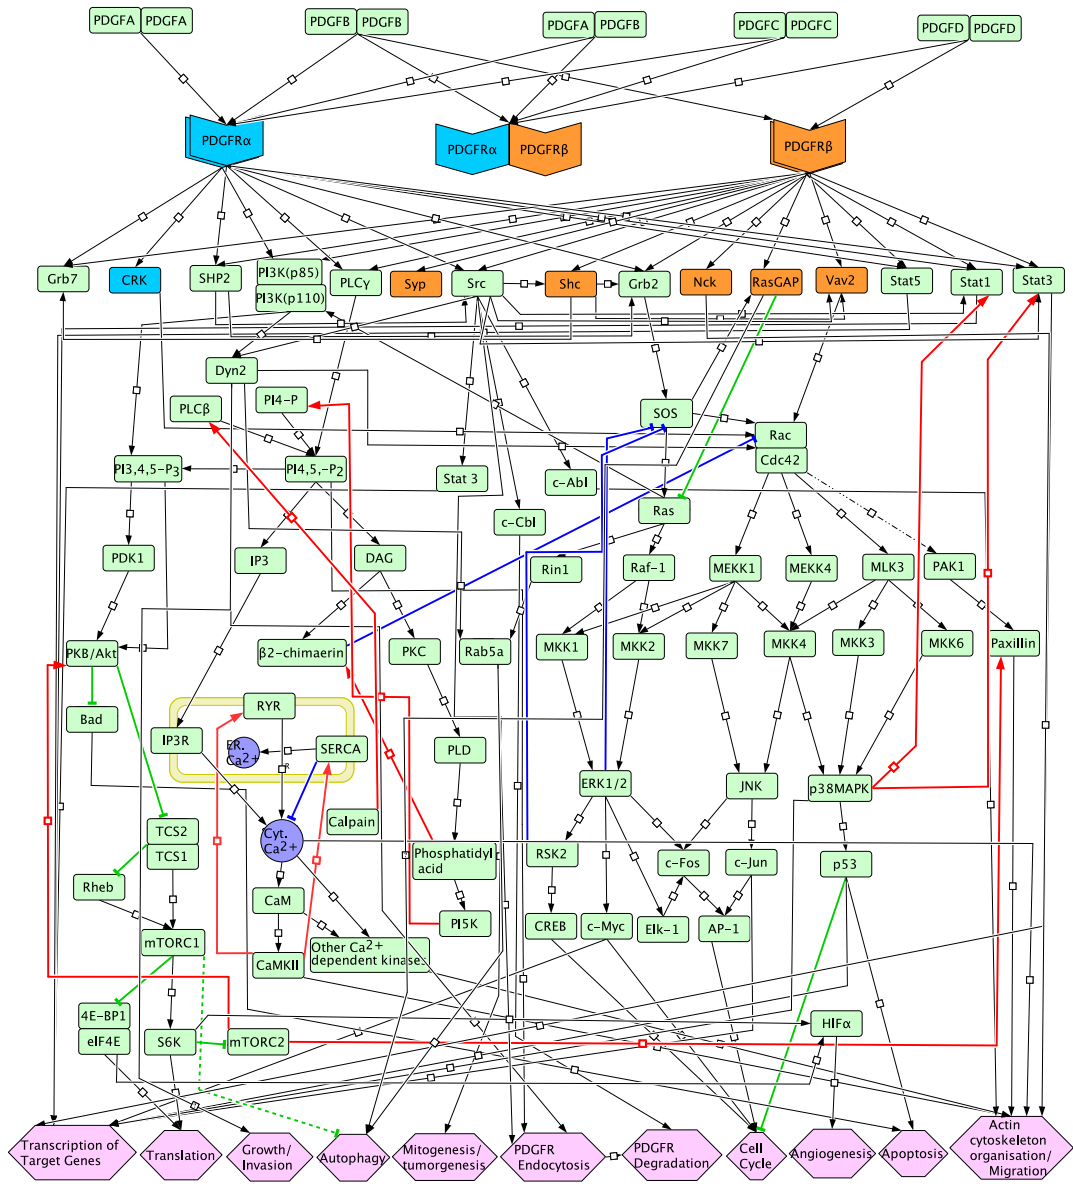 PDGFA PDGFA
PDGFB PDGFB
PDGFA PDGFB
PDGFC PDGFC
PDGFD PDGFD
PDGFRα
PDGFRα
PDGFRβ
PDGFRβ
Grb7
CRK
SHP2
PI3K(p85)
PI3K(p110)
PLCγ
Syp
Src
Shc
Grb2
Nck
RasGAP
Vav2
Stat5
Stat1
Stat3
Dyn2
PLCβ
PI4-P
SOS
Rac
Cdc42
PI3,4,5-P3
PI4,5,-P2
Stat 3
c-Abl
c-Cbl
Ras
PDK1
IP3
DAG
Rin1
Raf-1
MEKK1
MEKK4
MLK3
PAK1
PKB/Akt
β2-chimaerin
PKC
Rab5a
MKK1
MKK2
MKK7
MKK4
MKK3
MKK6
Paxillin
Bad
RYR
IP3R
ER.
Ca2+
SERCA
R
PLD
ERK1/2
JNK
p38MAPK
TCS2
TCS1
Cyt.
Ca2+
Calpain
Phosphatidyl
acid
RSK2
c-Fos
c-Jun
p53
Rheb
CaM
PI5K
CREB
c-Myc
Elk-1
AP-1
mTORC1
CaMKII
Other Ca2+
dependent kinases
4E-BP1
eIF4E
S6K
mTORC2
HIFα
Transcription of
Target Genes
Translation
Growth/
Invasion
Autophagy
Mitogenesis/
tumorgenesis
PDGFR
Endocytosis
PDGFR
Degradation
Cell
Cycle
Angiogenesis
Apoptosis
Actin
cytoskeleton
organisation/
Migration